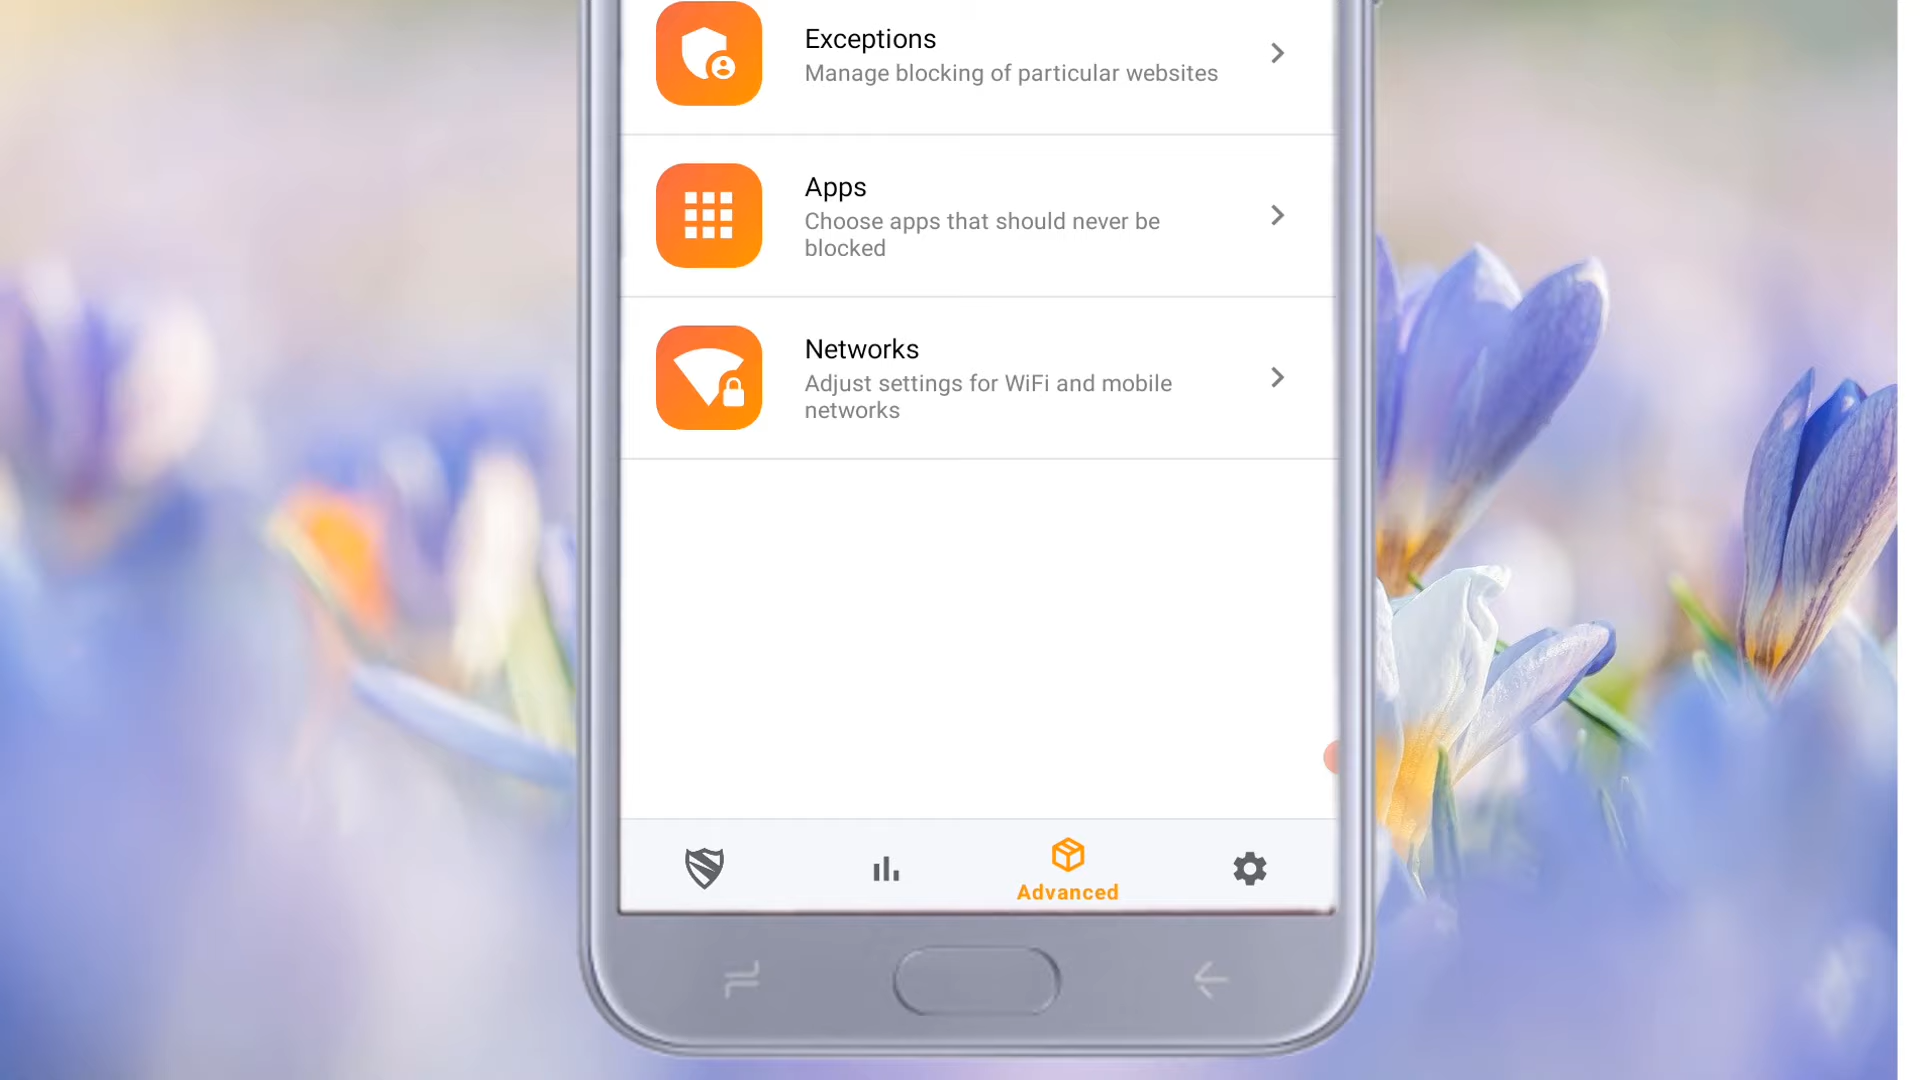 Exceptions
Manage blocking of particular websites
Apps
Choose apps that should never be
blocked
Networks
Adjust settings for WiFi and mobile
networks
Advanced